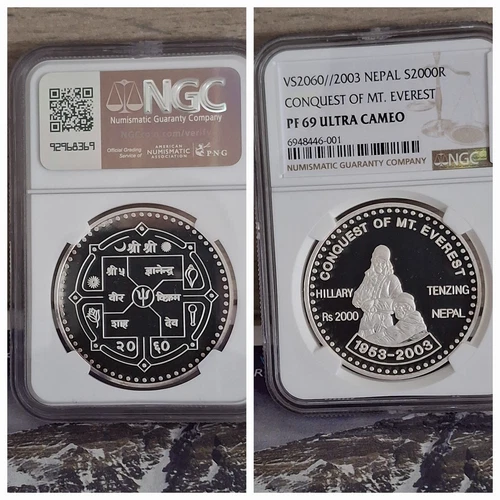 NGC
Numismatic Guaranty Company
NGCcoin.com/verify
92968369
Official Grading
Service of
AMERICAN
NUMISMATIC
ASSOCIATION
PNG
श्री श्री
श्री ५ ज्ञानेन्द्र
वीर विक्रम
शाह देव
२० ६०
VS2060//2003 NEPAL S2000R
CONQUEST OF MT. EVEREST
PF 69 ULTRA CAMEO
6948446-001
NUMISMATIC GUARANTY COMPANY
NGC
CONQUEST OF MT. EVEREST
HILLARY TENZING
Rs 2000 NEPAL
1953-2003